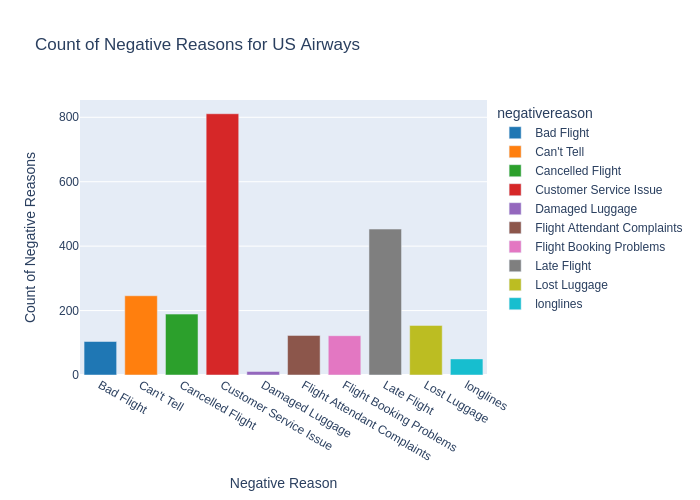 Count of Negative Reasons for US Airways
Count of Negative Reasons
800
600
400
200
0
Bad Flight
Can't Tell
Cancelled Flight
Customer Service Issue
Damaged Luggage
Flight Attendant Complaints
Flight Booking Problems
Late Flight
Lost Luggage
longlines
Negative Reason
negativereason
Bad Flight
Can't Tell
Cancelled Flight
Customer Service Issue
Damaged Luggage
Flight Attendant Complaints
Flight Booking Problems
Late Flight
Lost Luggage
longlines